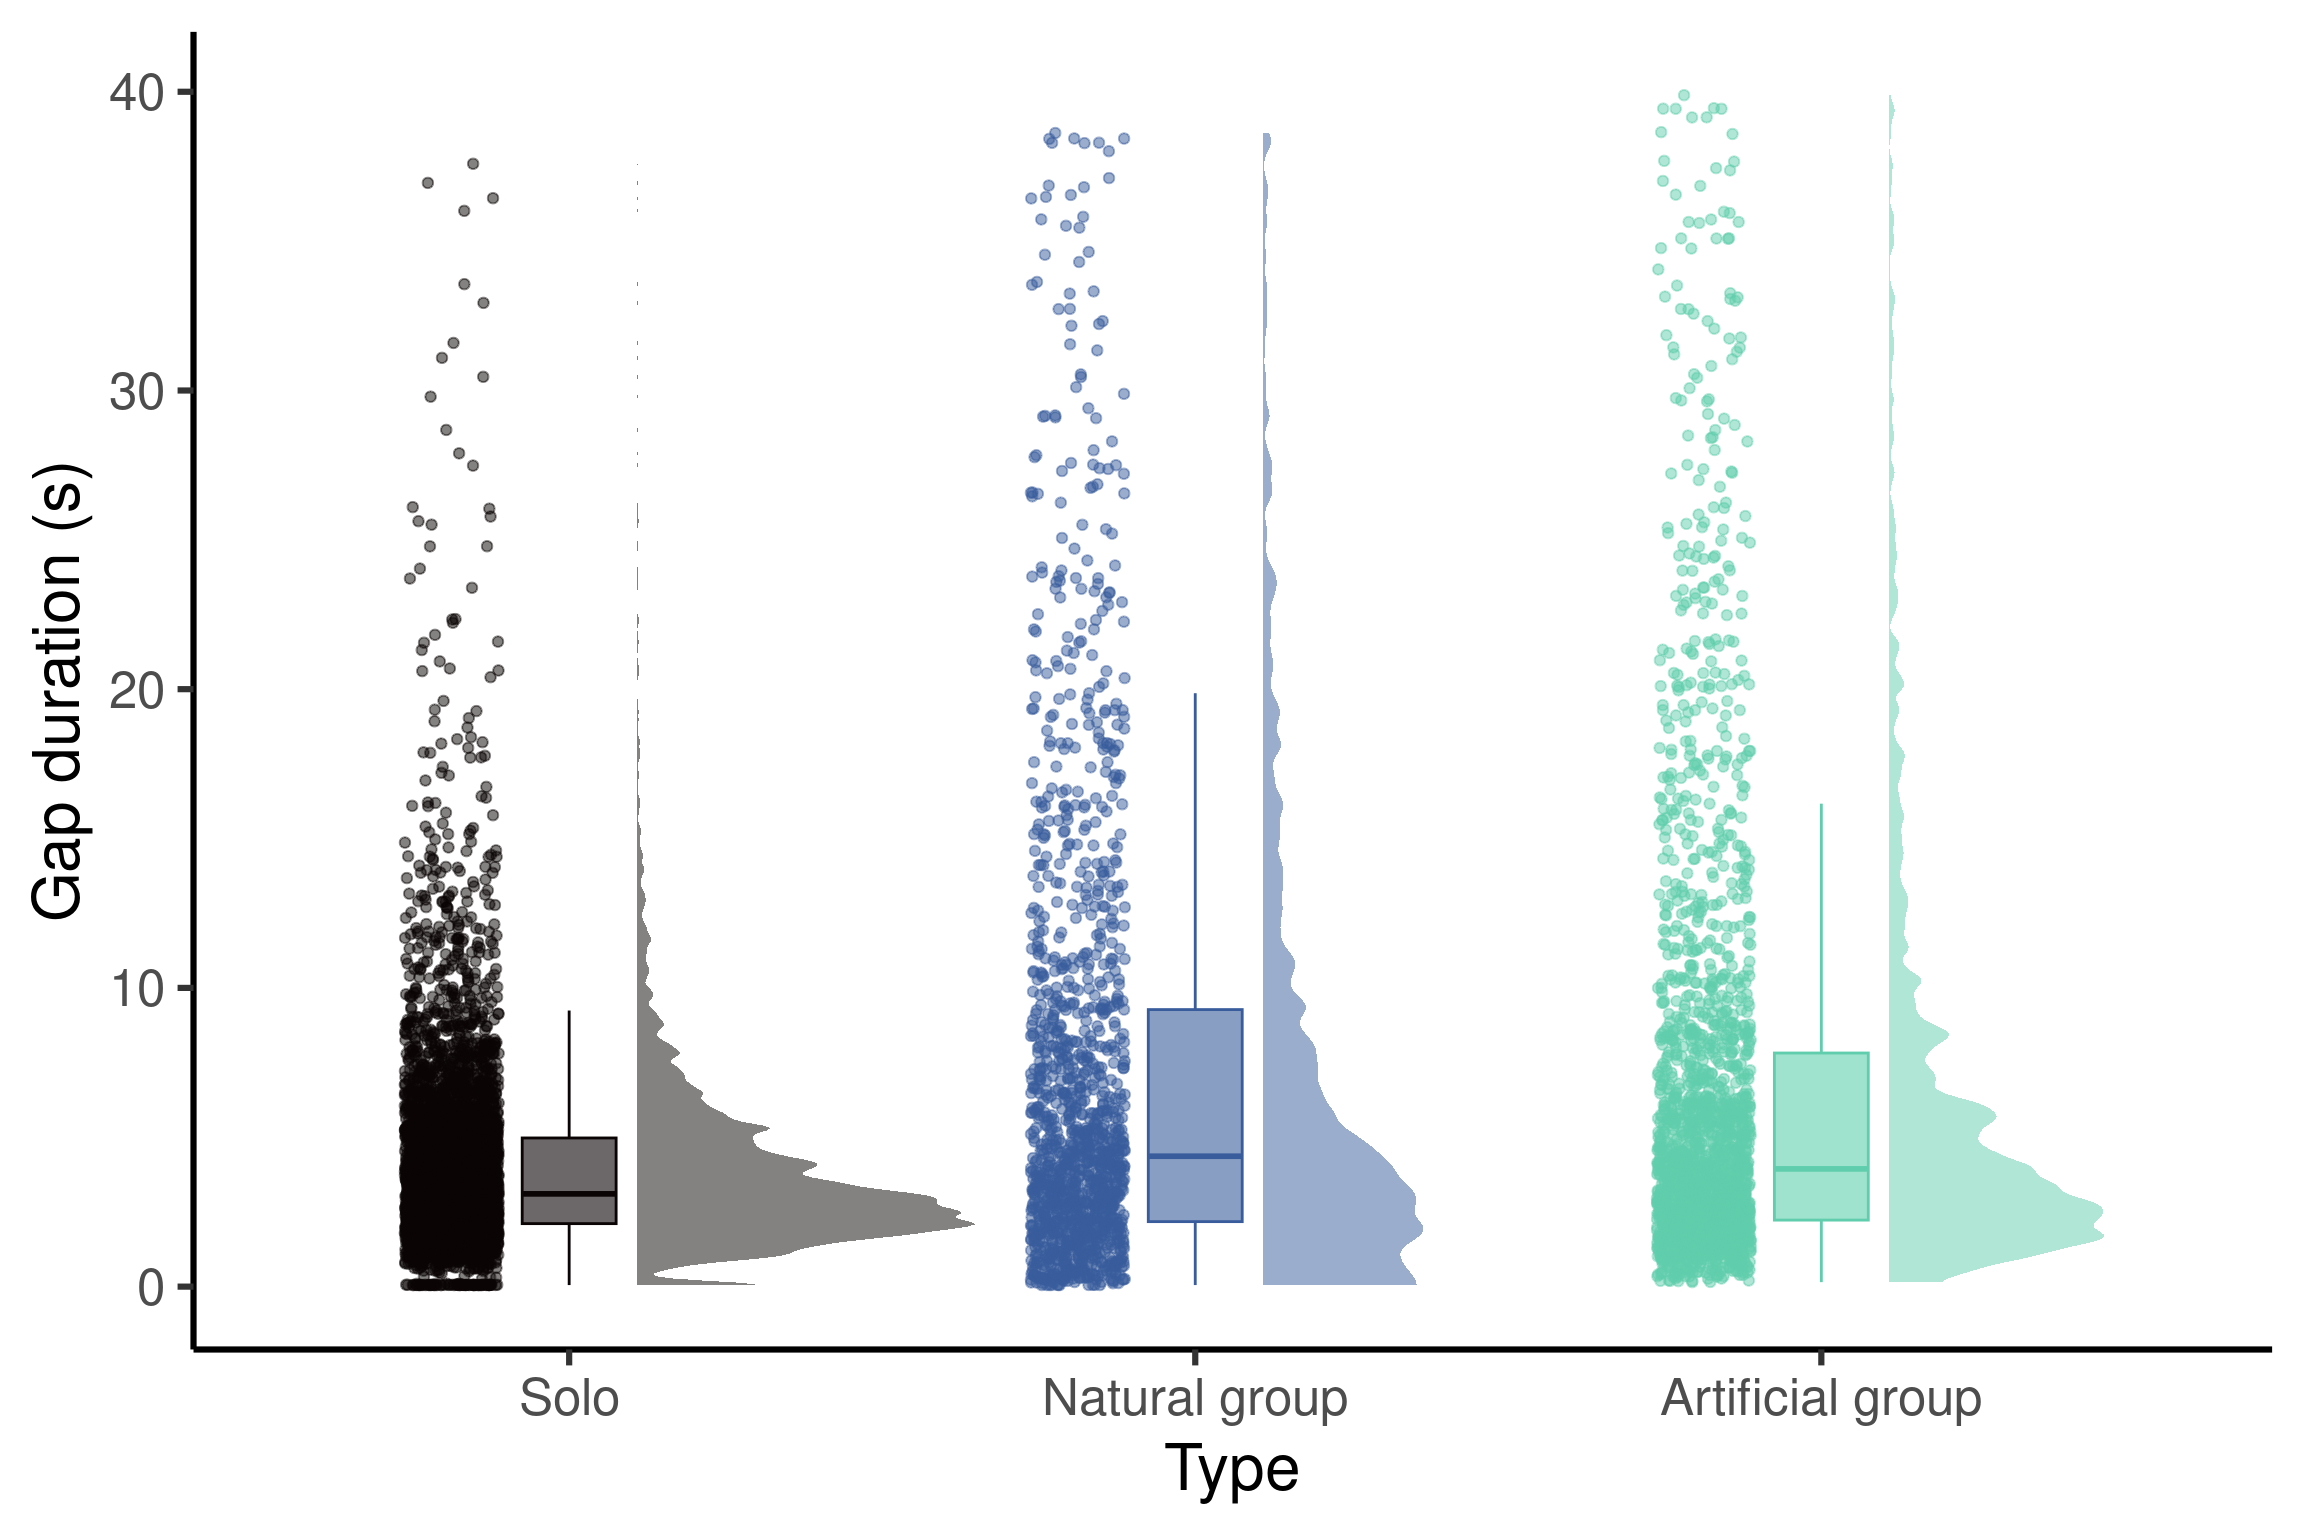 Gap duration (s)
40
30
20
10
0
Solo
Natural group
Artificial group
Type